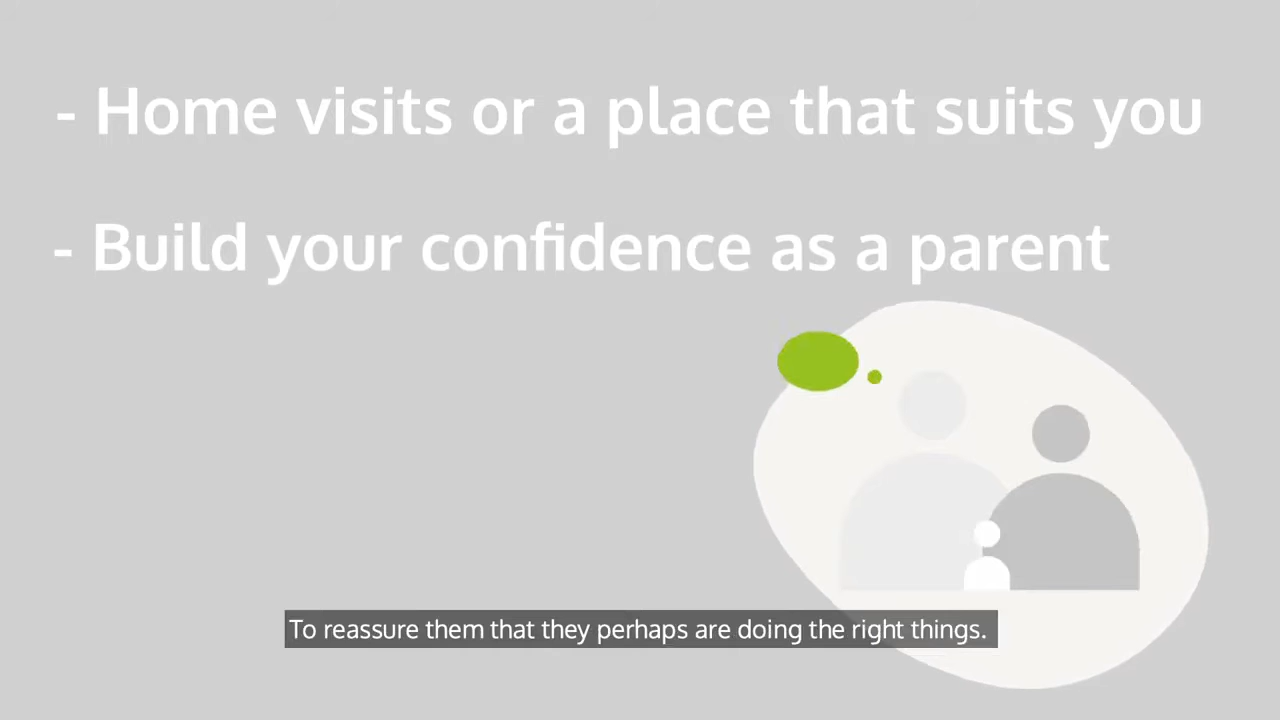 - Home visits or a place that suits you
- Build your confidence as a parent
To reassure them that they perhaps are doing the right things.